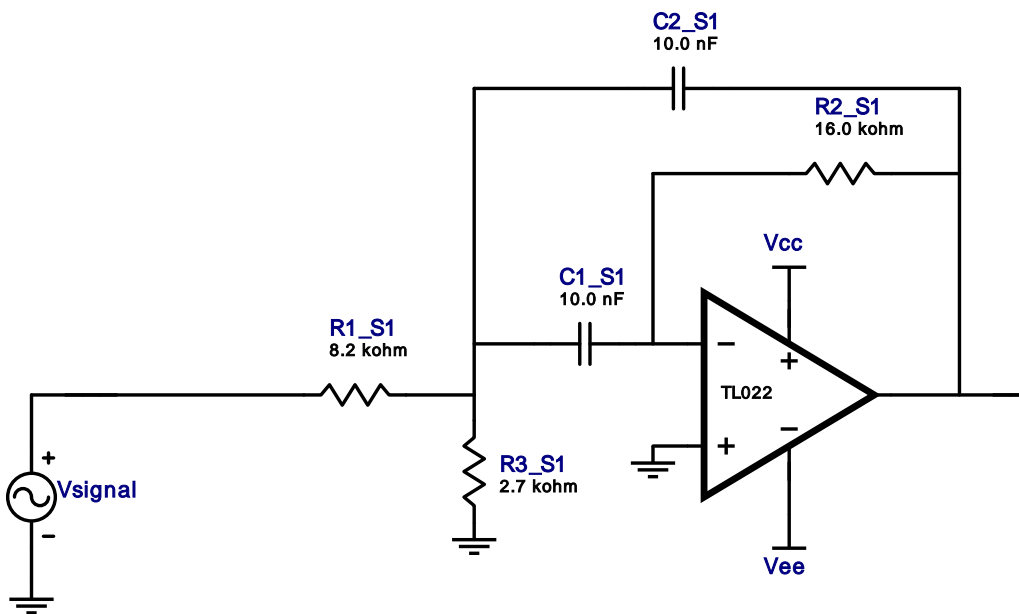 C2_S1
10.0 nF
R2_S1
16.0 kohm
Vcc
C1_S1
10.0 nF
R1_S1
8.2 kohm
−
+
TL022
−
+
+
Vsignal
−
R3_S1
2.7 kohm
Vee